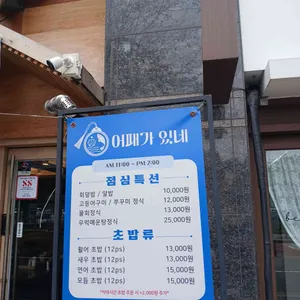 어패가 있네
AM 11:00 ~ PM 2:00
점심특선
회덮밥 / 알밥 10,000원
고등어구이 / 쭈꾸미 정식 12,000원
물회정식 13,000원
우럭매운탕정식 25,000원
초밥류
활어 초밥 (12ps) 13,000원
새우 초밥 (12ps) 13,000원
연어 초밥 (12ps) 15,000원
모듬 초밥 (12ps) 15,000원